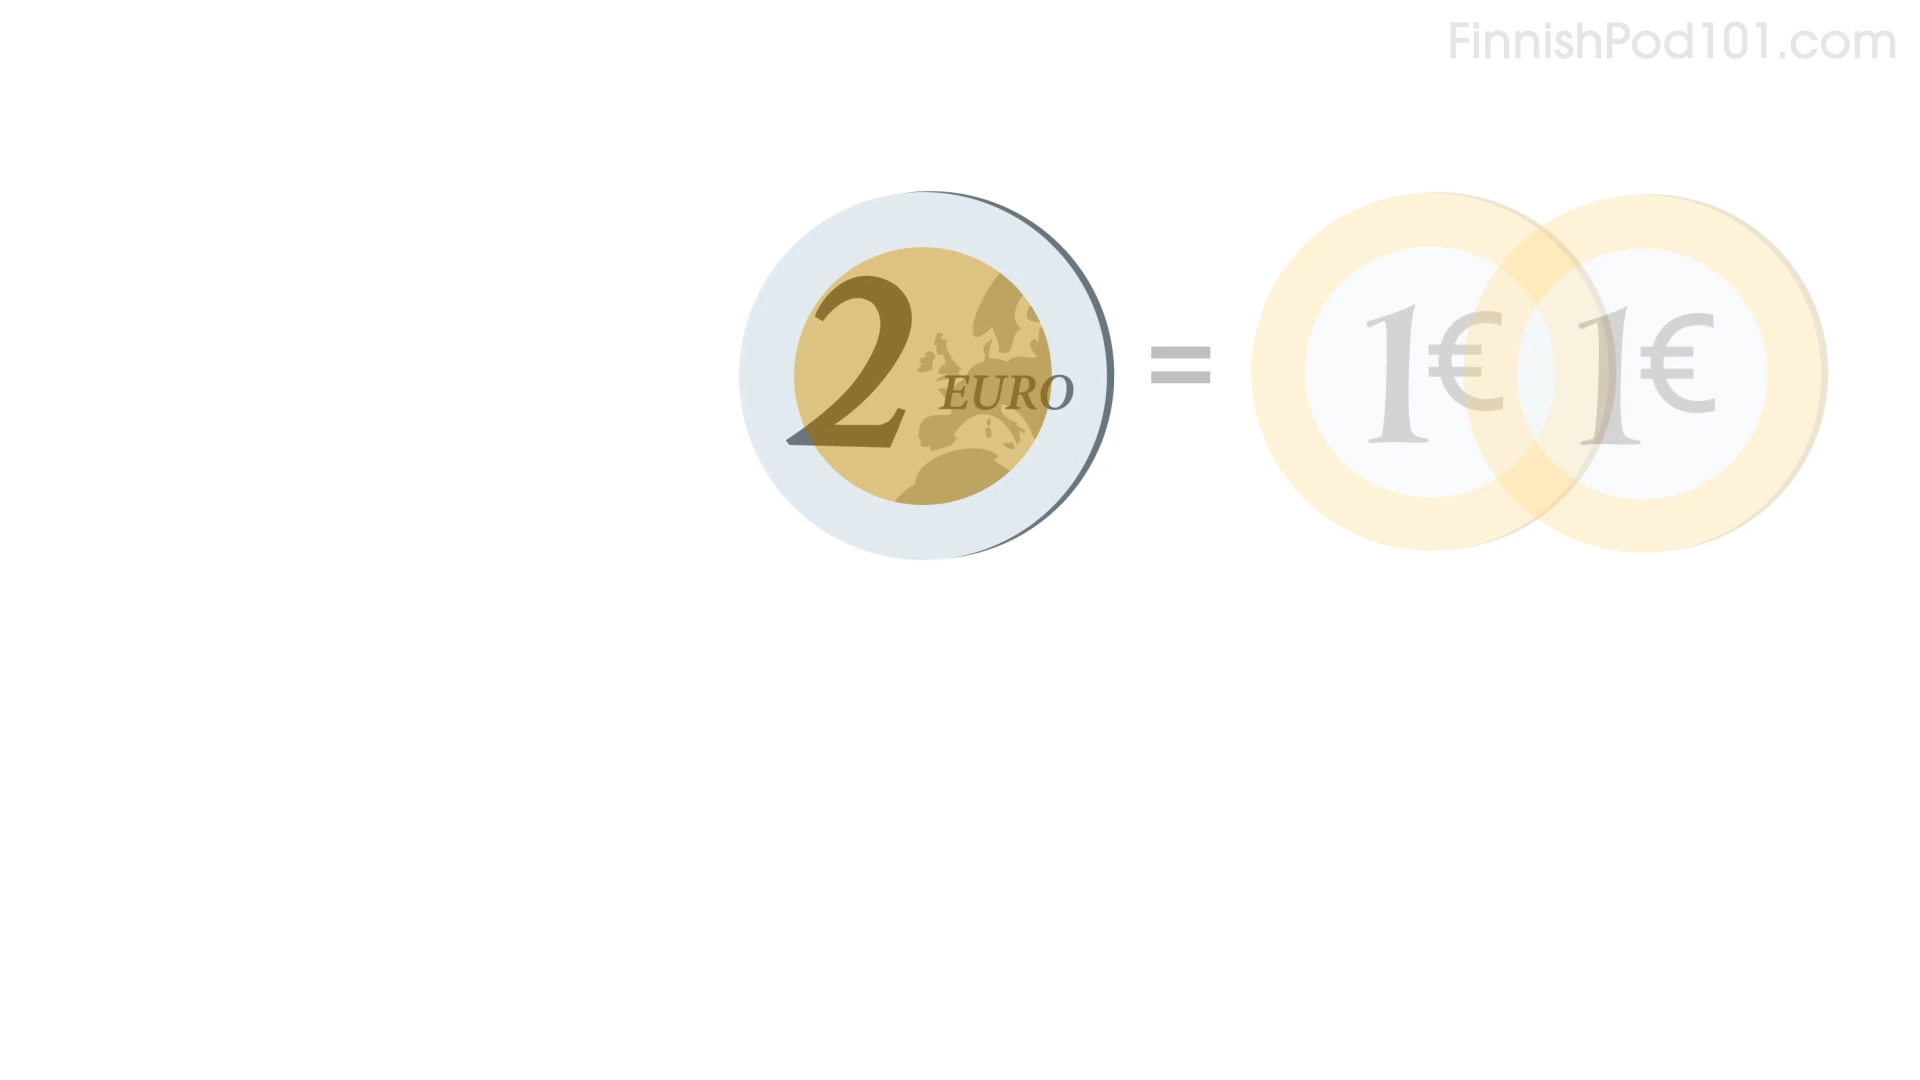 FinnishPod101.com
2 EURO = 1€ 1€